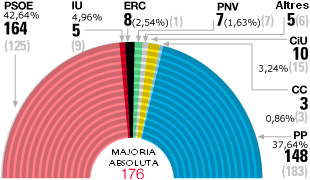 PSOE
42,64%
164
(125)
IU
4,96%
5
(9)
ERC
8(2,54%)(1)
PNV
7(1,63%)(7)
Altres
5(6)
CiU
10
3,24%(15)
CC
3
0,86%(3)
PP
37,64%
148
(183)
MAJORIA
ABSOLUTA
176